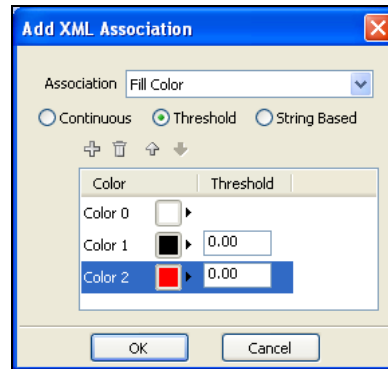 Add XML Association
Association Fill Color
Continuous Threshold String Based
Color Threshold
Color 0
Color 1 0.00
Color 2 0.00
OK Cancel